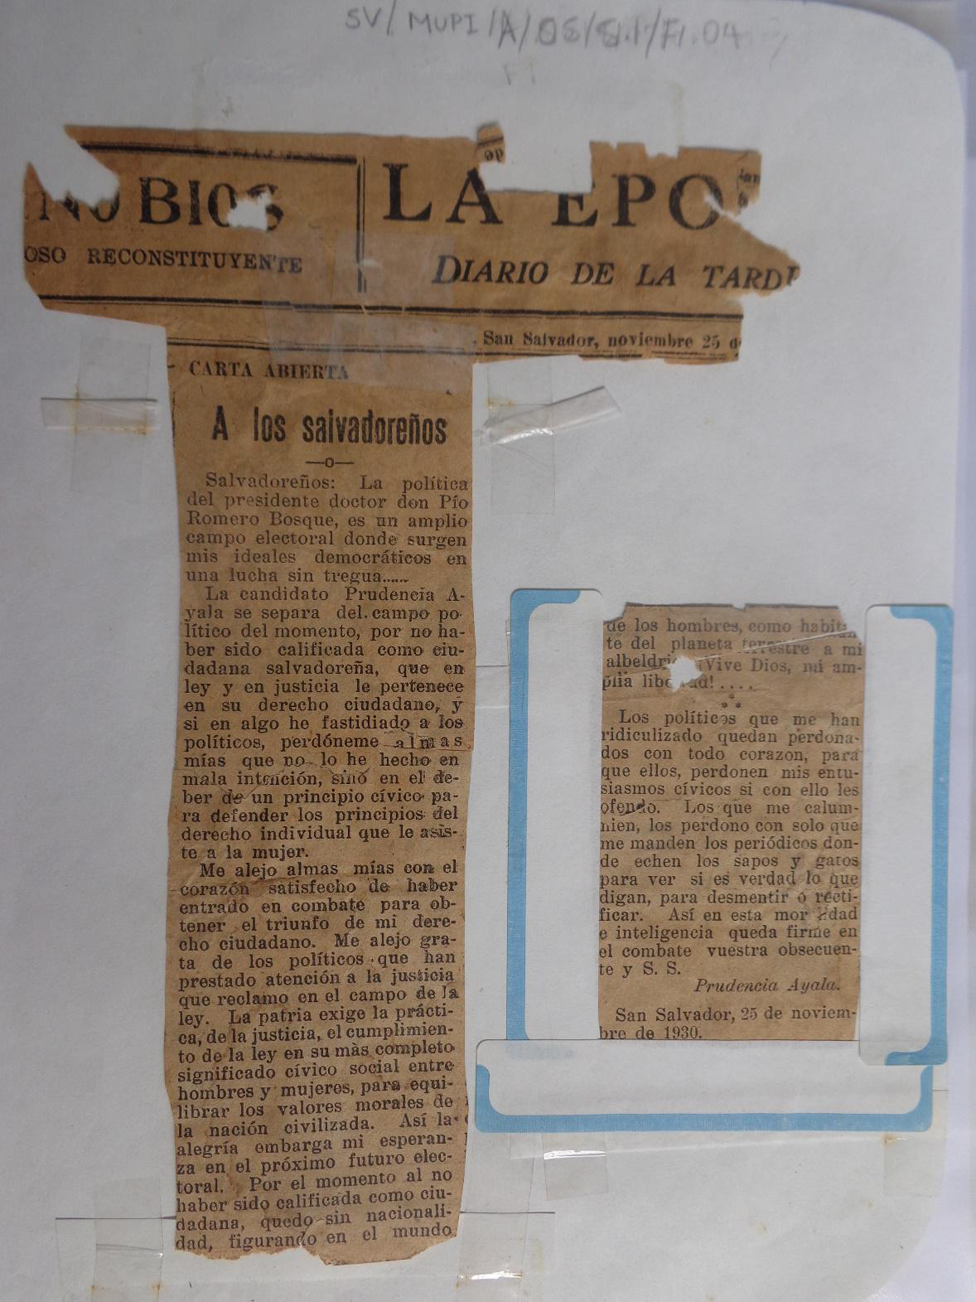 SV/MUPI/A/OS/S.1/F1.04
BIOS
OSO RECONSTITUYENTE
LA EPO
DIARIO DE LA TARDE
San Salvador, noviembre 25 d
CARTA ABIERTA
A los salvadoreños
—o—
Salvadoreños: La política
del presidente doctor don Pío
Romero Bosque, es un amplio
campo electoral donde surgen
mis ideales democráticos en
una lucha sin tregua......
La candidato Prudencia A-
yala se separa del campo po-
lítico del momento, por no ha-
ber sido calificada como ciu-
dadana salvadoreña, que en
ley y en justicia le pertenece
en su derecho ciudadano, y
si en algo he fastidiado a los
políticos, perdóneme almas
mías que no lo he hecho en
mala intención, sinó en el de-
ber de un principio cívico pa-
ra defender los principios del
derecho individual que le asis-
te a la mujer.
Me alejo almas mías con el
corazón satisfecho de haber
entrado en combate para ob-
tener el triunfo de mi dere-
cho ciudadano. Me alejo gra-
ta de los políticos que han
prestado atención a la justicia
que reclamo en el campo de la
ley. La patria exige la prácti-
ca, de la justicia, el cumplimien-
to de la ley en su màs completo
significado cívico social entre
hombres y mujeres, para equi-
librar los valores morales de
la nación civilizada. Así la
alegría embarga mi esperan-
za en el próximo futuro elec-
toral. Por el momento al no
haber sido calificada como ciu-
dadana, quedo sin nacionali-
dad, figurando en el mundo
de los hombres, como habit
te del planeta terrestre a mi
albeldrí ¡Vive Dios, mi am-
plia libe ad! ....
Los políticos que me han
ridiculizado quedan perdona-
dos con todo corazon, para
que ellos, perdonen mis entu-
siasmos cívicos si con ello les
ofendo. Los que me calum-
nien, los perdono con solo que
me manden los periódicos don-
de echen los sapos y gatos
para ver si es verdad lo que
digan, para desmentir ó recti-
ficar. Así en esta mor idad
e inteligencia queda firme en
el combate vuestra obsecuen-
te y S. S.
Prudencia Ayala.
San Salvador, 25 de noviem-
bre de 1930.